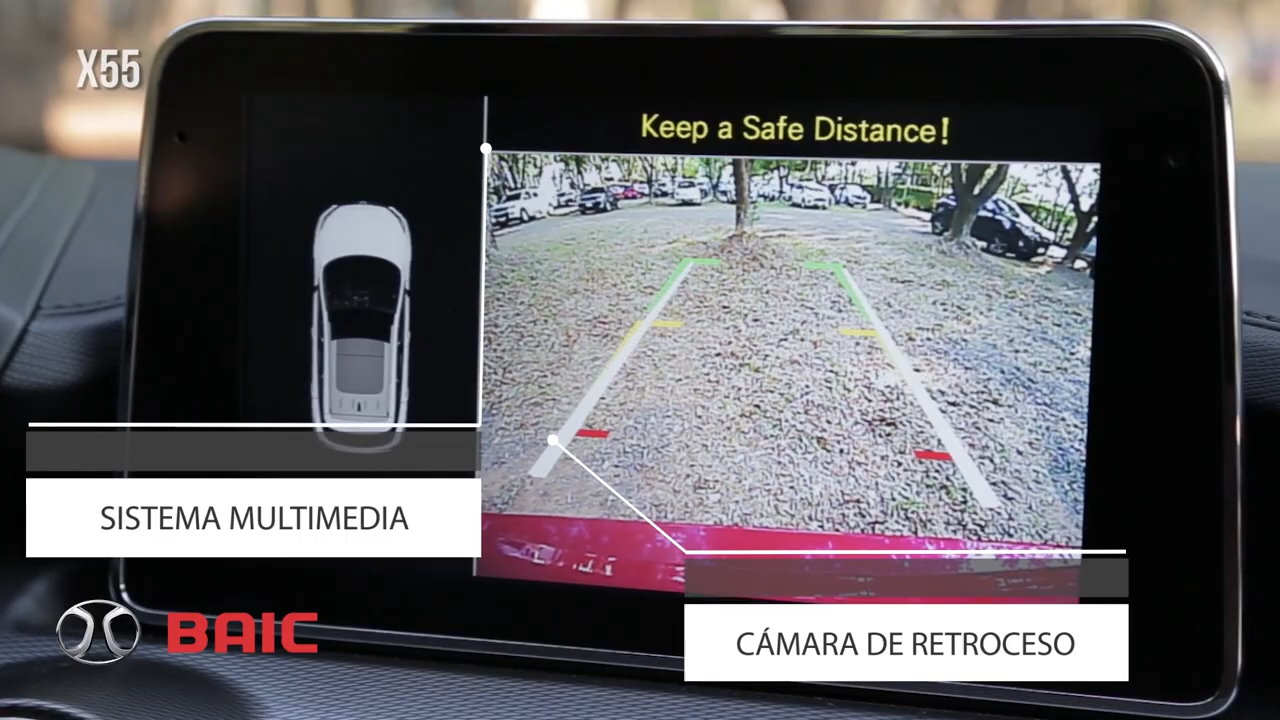 X55
Keep a Safe Distance!
SISTEMA MULTIMEDIA
BAIC
CÁMARA DE RETROCESO